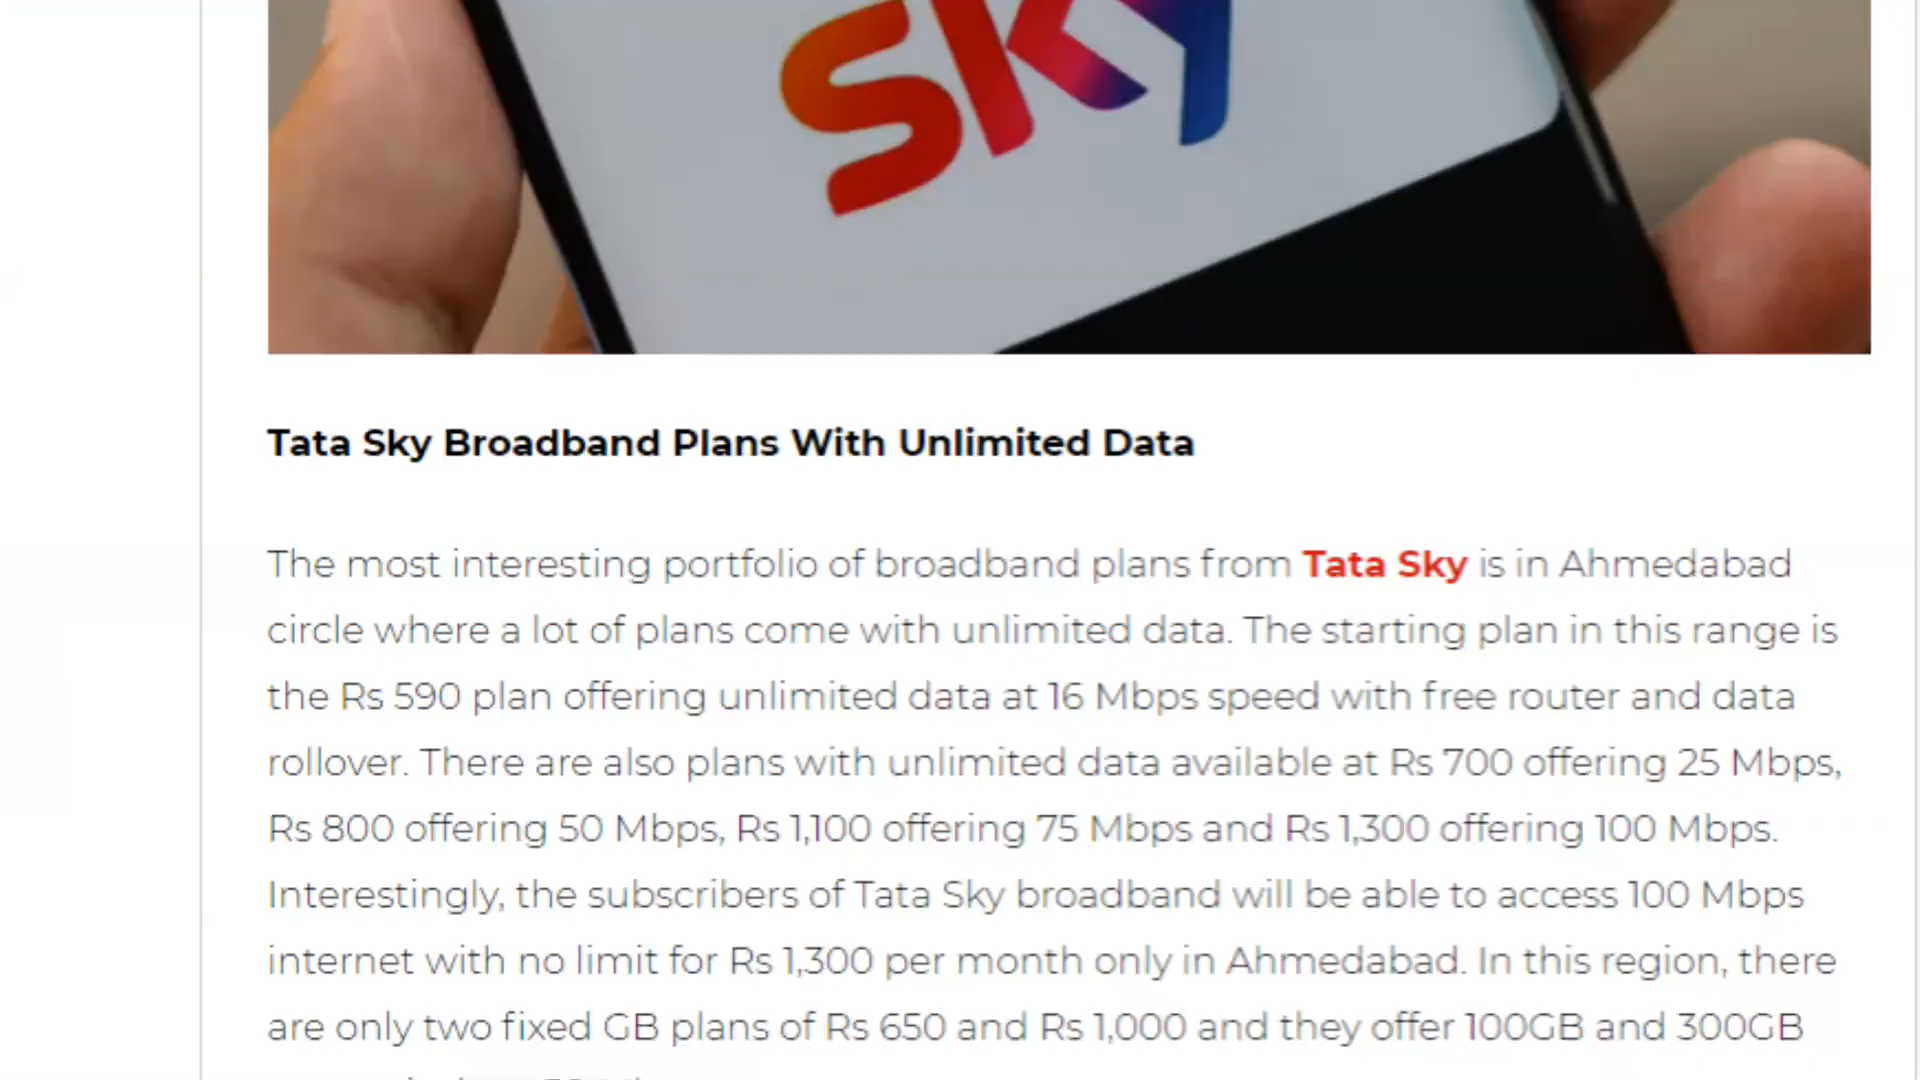 sky
Tata Sky Broadband Plans With Unlimited Data
The most interesting portfolio of broadband plans from Tata Sky is in Ahmedabad
circle where a lot of plans come with unlimited data. The starting plan in this range is
the Rs 590 plan offering unlimited data at 16 Mbps speed with free router and data
rollover. There are also plans with unlimited data available at Rs 700 offering 25 Mbps,
Rs 800 offering 50 Mbps, Rs 1,100 offering 75 Mbps and Rs 1,300 offering 100 Mbps.
Interestingly, the subscribers of Tata Sky broadband will be able to access 100 Mbps
internet with no limit for Rs 1,300 per month only in Ahmedabad. In this region, there
are only two fixed GB plans of Rs 650 and Rs 1,000 and they offer 100GB and 300GB